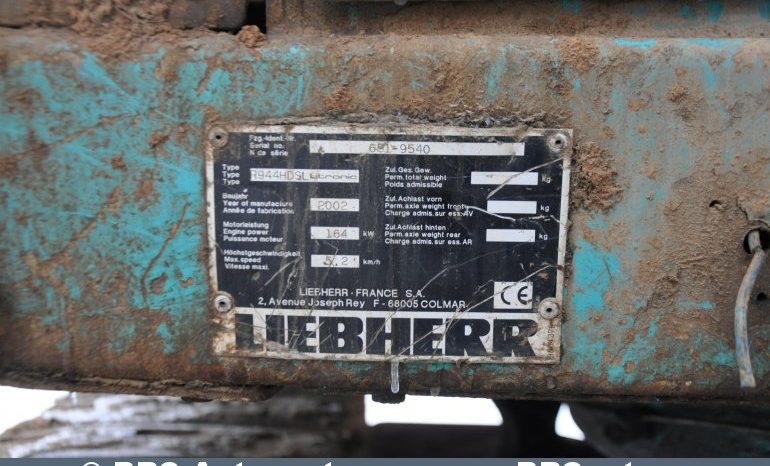 Fzg.-Ident.-Nr.
Serial no.
N de série
681-9540
Type
Type R944HDSL Litronic
Type
Baujahr
Year of manufacture 2002
Année de fabrication
Motorleistung
Engine power 164 kW
Puissance moteur
Höchstgeschwindigkeit
Max. speed 5.2 km/h
Vitesse maxi.
Zul. Ges. Gew.
Perm. total weight kg
Poids admissible
Zul. Achslast vorn
Perm. axle weight front kg
Charge admis. sur ess. AV
Zul. Achslast hinten
Perm. axle weight rear kg
Charge admis. sur ess. AR
LIEBHERR-FRANCE S.A.
2, Avenue Joseph Rey F-68005 COLMAR
CE
LIEBHERR